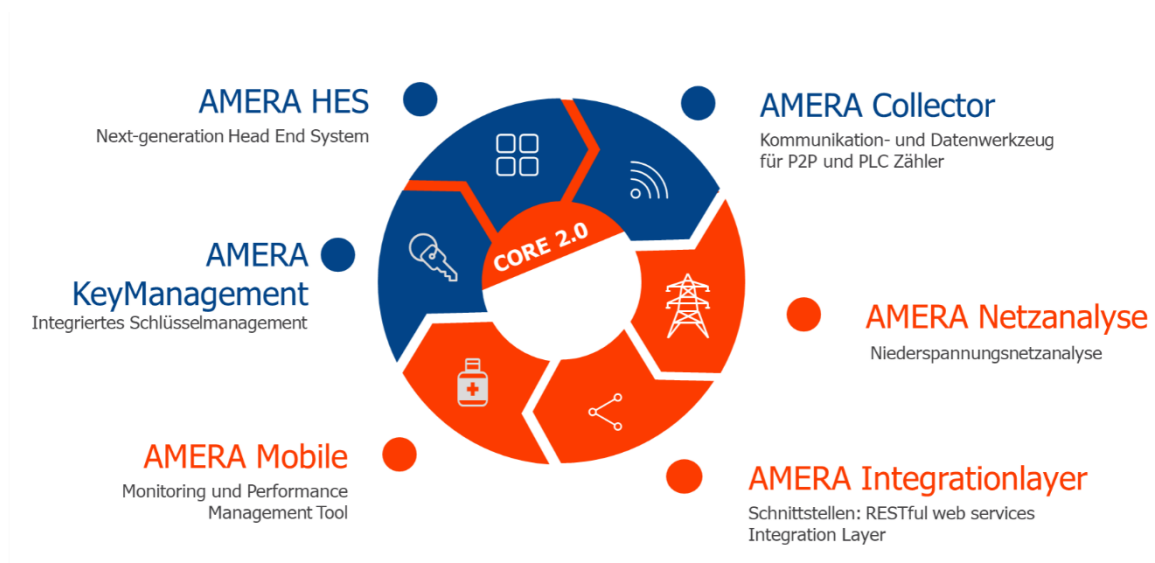 AMERA HES
Next-generation Head End System
AMERA Collector
Kommunikation- und Datenwerkzeug
für P2P und PLC Zähler
CORE 2.0
AMERA
KeyManagement
Integriertes Schlüsselmanagement
AMERA Netzanalyse
Niederspannungsnetzanalyse
AMERA Mobile
Monitoring und Performance
Management Tool
AMERA Integrationlayer
Schnittstellen: RESTful web services
Integration Layer